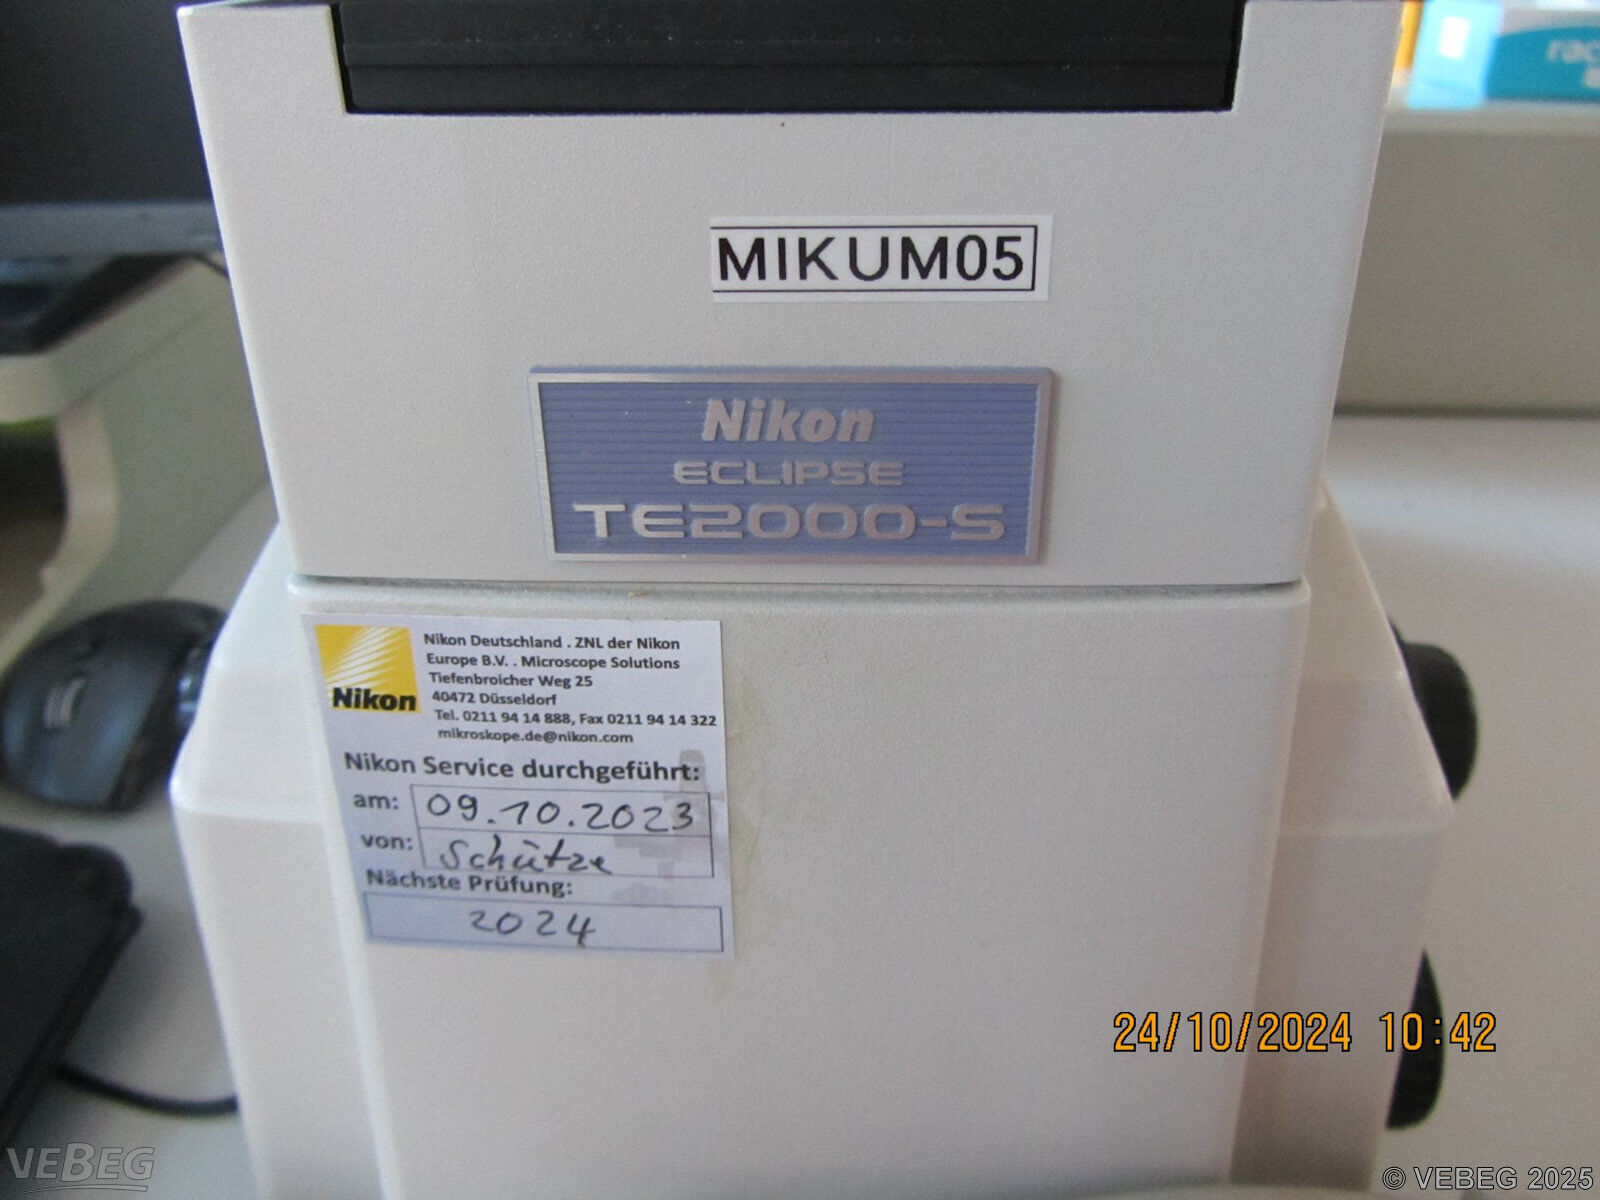 rac
MIKUM05
Nikon
ECLIPSE
TE2000-S
Nikon
Nikon Deutschland . ZNL der Nikon
Europe B.V. . Microscope Solutions
Tiefenbroicher Weg 25
40472 Düsseldorf
Tel. 0211 94 14 888, Fax 0211 94 14 322
mikroskope.de@nikon.com
Nikon Service durchgeführt:
am: 09.10.2023
von: Schütze
Nächste Prüfung:
2024
24/10/2024 10:42
VEBEG
© VEBEG 2025